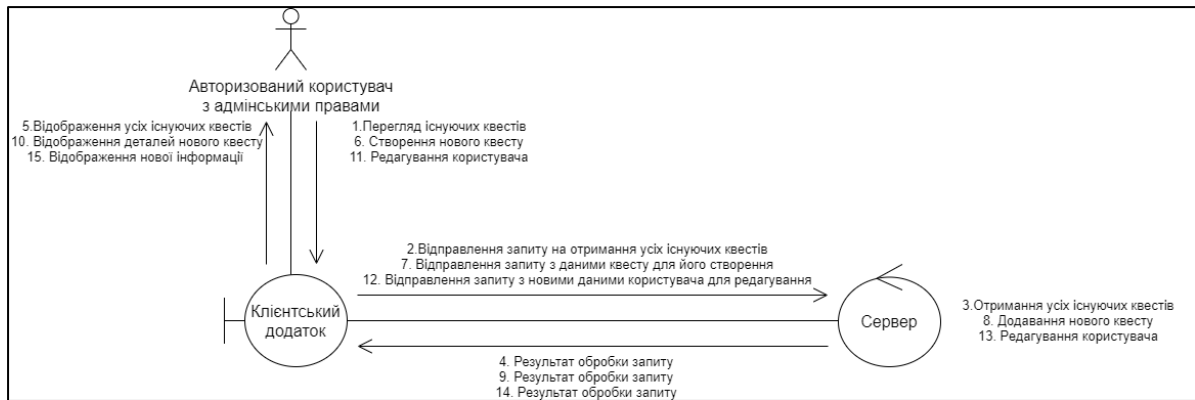 Авторизований користувач
з адмінськими правами
5.Відображення усіх існуючих квестів
10. Відображення деталей нового квесту
15. Відображення нової інформації
1.Перегляд існуючих квестів
6. Створення нового квесту
11. Редагування користувача
2.Відправлення запиту на отримання усіх існуючих квестів
7. Відправлення запиту з даними квесту для його створення
12. Відправлення запиту з новими даними користувача для редагування
Клієнтський
додаток
Сервер
3.Отримання усіх існуючих квестів
8. Додавання нового квесту
13. Редагування користувача
4. Результат обробки запиту
9. Результат обробки запиту
14. Результат обробки запиту